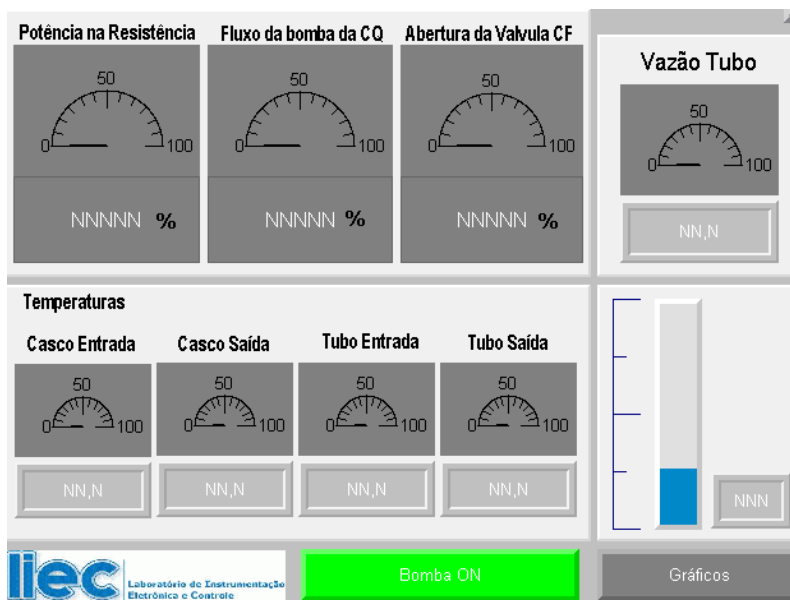 Potência na Resistência
Fluxo da bomba da CQ
Abertura da Valvula CF
Vazão Tubo
50
0 100
50
0 100
50
0 100
50
0 100
NNNNN %
NNNNN %
NNNNN %
NN,N
Temperaturas
Casco Entrada
Casco Saída
Tubo Entrada
Tubo Saída
50
0 100
50
0 100
50
0 100
50
0 100
NN,N
NN,N
NN,N
NN,N
NNN
liec
Laboratório de Instrumentação
Eletrônica e Controle
Bomba ON
Gráficos